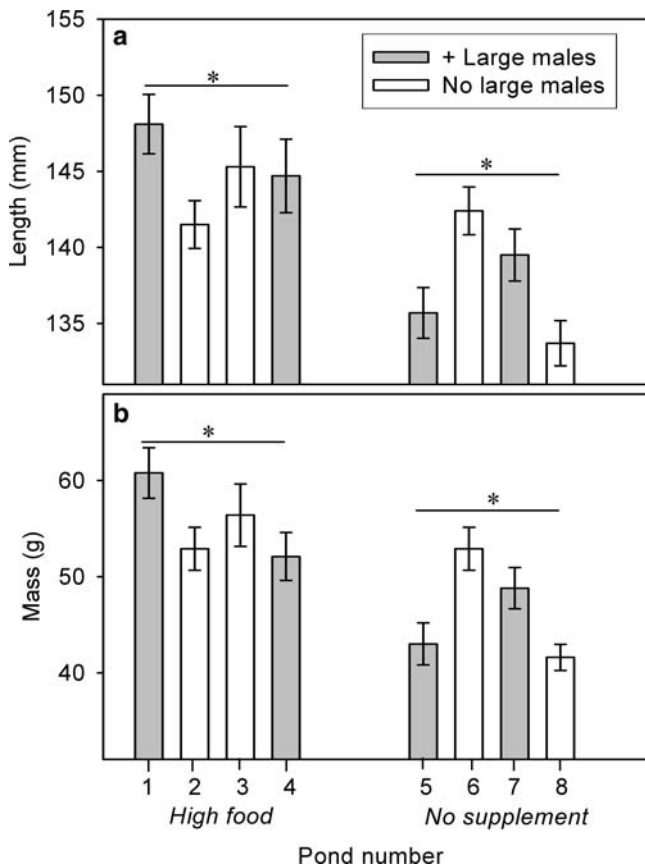 a
*
*
+ Large males
No large males
155
150
145
140
135
Length (mm)
b
*
*
60
50
40
Mass (g)
1 2 3 4 5 6 7 8
High food No supplement
Pond number